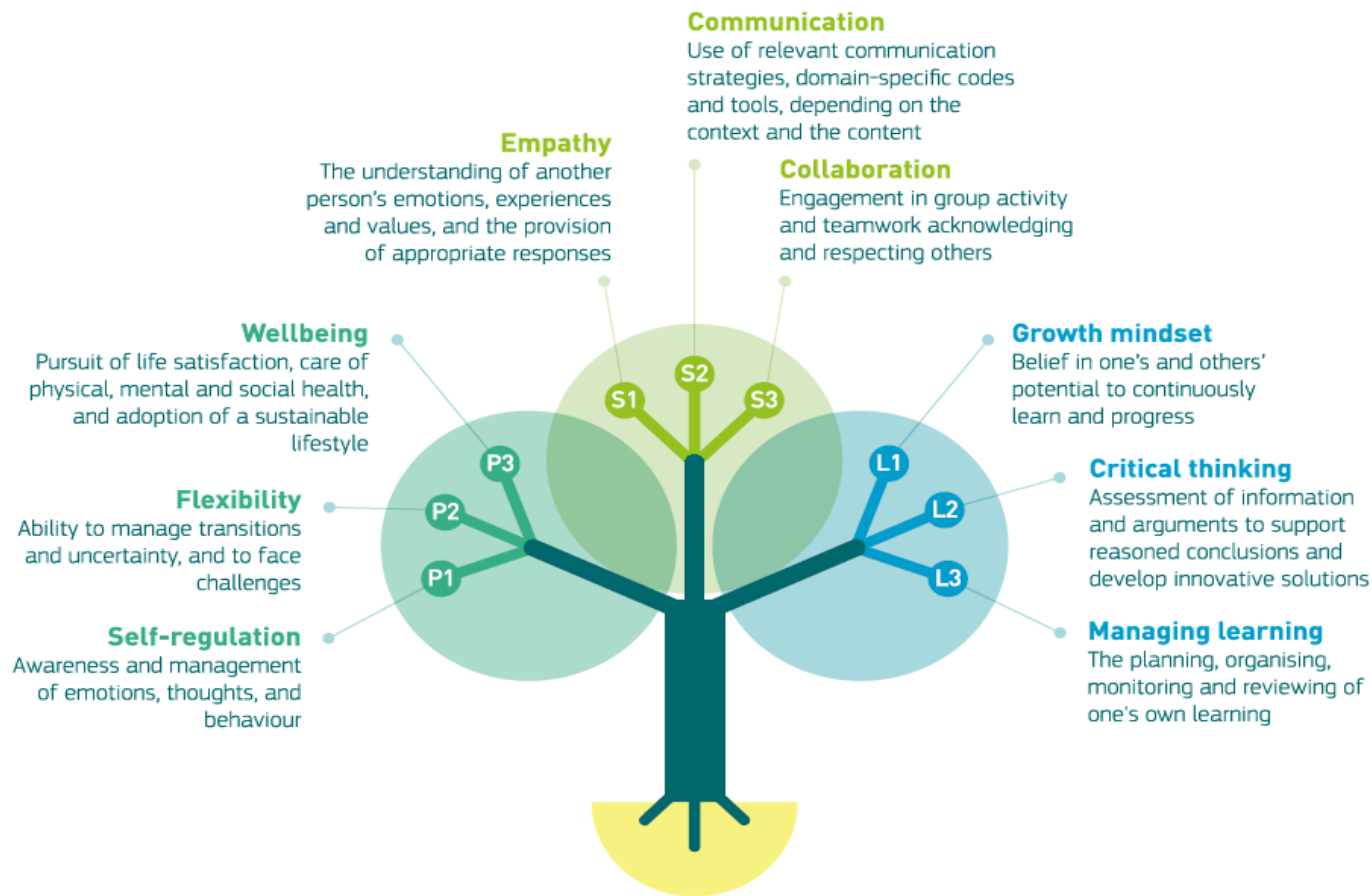 Communication
Use of relevant communication
strategies, domain-specific codes
and tools, depending on the
context and the content
Empathy
The understanding of another
person's emotions, experiences
and values, and the provision
of appropriate responses
Collaboration
Engagement in group activity
and teamwork acknowledging
and respecting others
Wellbeing
Pursuit of life satisfaction, care of
physical, mental and social health,
and adoption of a sustainable
lifestyle
Growth mindset
Belief in one's and others'
potential to continuously
learn and progress
Flexibility
Ability to manage transitions
and uncertainty, and to face
challenges
Critical thinking
Assessment of information
and arguments to support
reasoned conclusions and
develop innovative solutions
Self-regulation
Awareness and management
of emotions, thoughts, and
behaviour
Managing learning
The planning, organising,
monitoring and reviewing of
one's own learning
S1
S2
S3
P3
P2
P1
L1
L2
L3